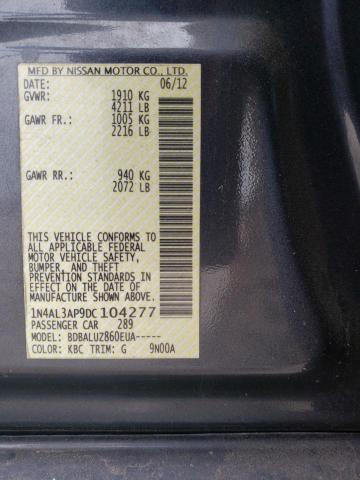 MFD BY NISSAN MOTOR CO., LTD.
DATE: 06/12
GVWR: 1910 KG
4211 LB
GAWR FR.: 1005 KG
2216 LB
GAWR RR.: 940 KG
2072 LB
THIS VEHICLE CONFORMS TO
ALL APPLICABLE FEDERAL
MOTOR VEHICLE SAFETY,
BUMPER, AND THEFT
PREVENTION STANDARDS IN
EFFECT ON THE DATE OF
MANUFACTURE SHOWN ABOVE.
1N4AL3AP9DC104277
PASSENGER CAR 289
MODEL: BDBALUZ860EUA-----
COLOR: KBC TRIM: G 9N00A